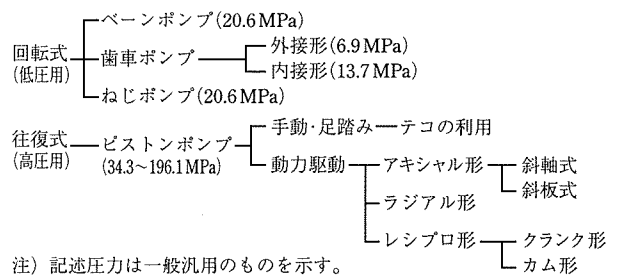 ベーンポンプ(20.6MPa)
回転式
(低圧用)
歯車ポンプ
外接形(6.9MPa)
内接形(13.7MPa)
ねじポンプ(20.6MPa)
往復式
(高圧用)
ピストンポンプ
(34.3~196.1MPa)
手動・足踏み
テコの利用
動力駆動
アキシャル形
斜軸式
斜板式
ラジアル形
レシプロ形
クランク形
カム形
注) 記述圧力は一般汎用のものを示す。